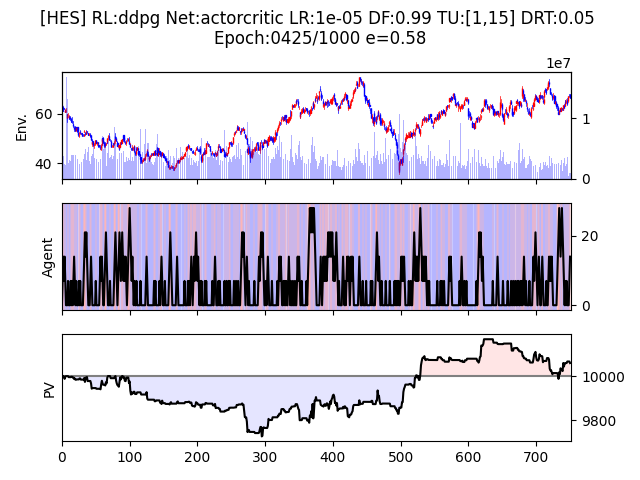 [HES] RL:ddpg Net:actorcritic LR:1e-05 DF:0.99 TU:[1,15] DRT:0.05
Epoch:0425/1000 e=0.58
1e7
Env.
60
40
1
0
Agent
20
0
PV
10000
9800
0 100 200 300 400 500 600 700